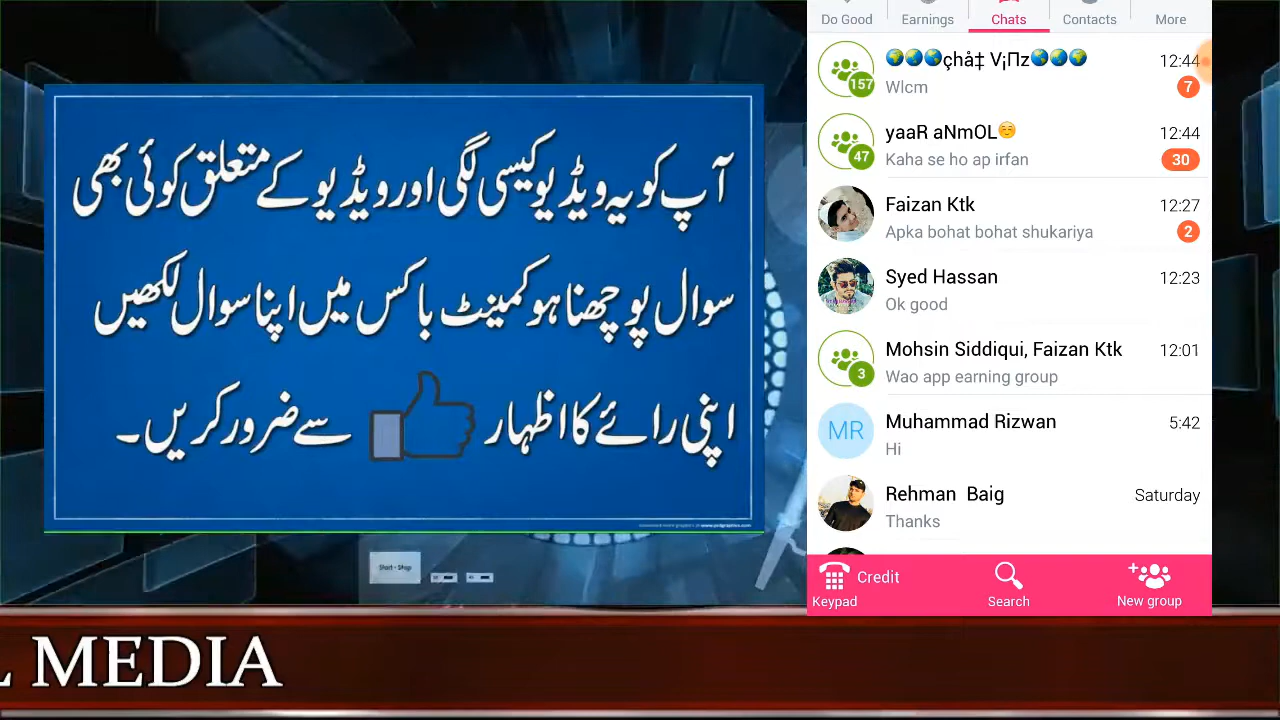 آپ کو یہ ویڈیو کیسی لگی اور ویڈیو کے متعلق کوئی بھی
سوال پوچھنا ہو کمینٹ باکس میں اپنا سوال لکھیں
اپنی رائے کا اظہار سے ضرور کریں۔
Start - Stop
L MEDIA
Do Good
Earnings
Chats
Contacts
More
🌍🌍🌍çhå‡ V¡Πz🌍🌍🌍
12:44
157
Wlcm
7
yaaR aNmOL😊
12:44
47
Kaha se ho ap irfan
30
Faizan Ktk
12:27
Apka bohat bohat shukariya
2
Syed Hassan
12:23
Ok good
Mohsin Siddiqui, Faizan Ktk
12:01
3
Wao app earning group
MR
Muhammad Rizwan
5:42
Hi
Rehman  Baig
Saturday
Thanks
Credit
Keypad
Search
New group